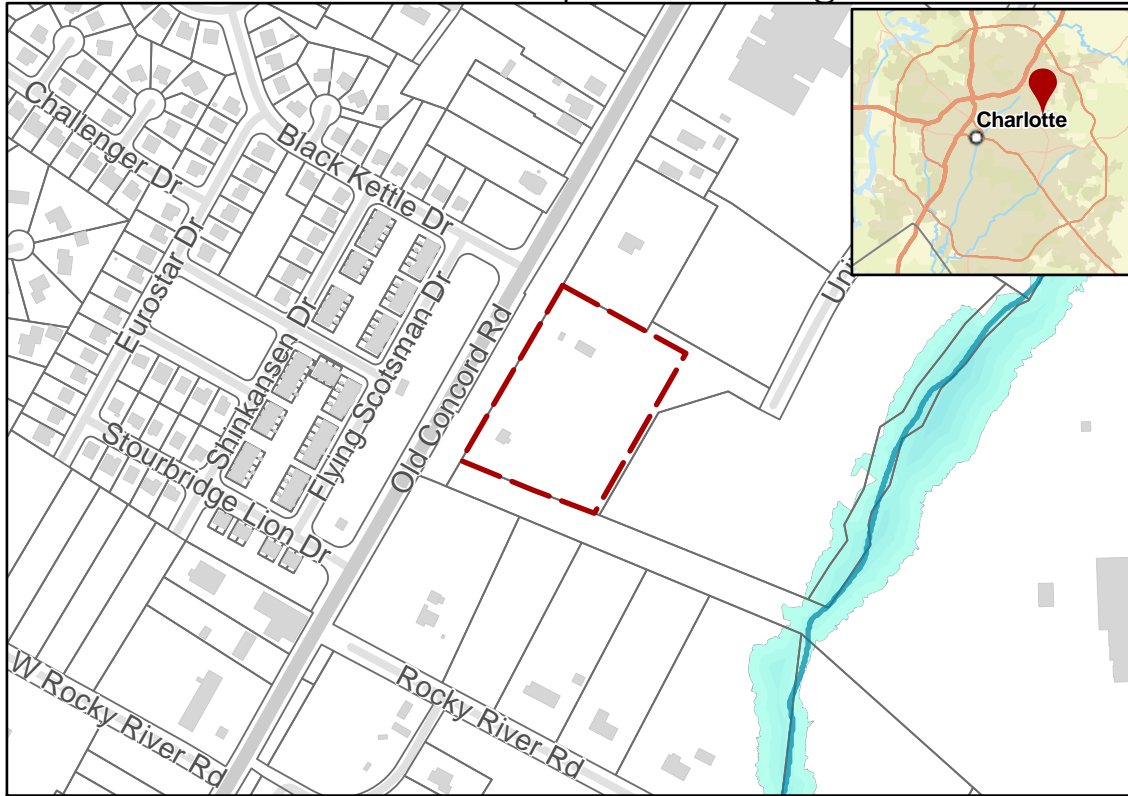 Charlotte
Challenger Dr
Black Kettle Dr
Eurostar Dr
Shinkansen Dr
Flying Scotsman Dr
Old Concord Rd
Stourbridge Lion Dr
W Rocky River Rd
Rocky River Rd